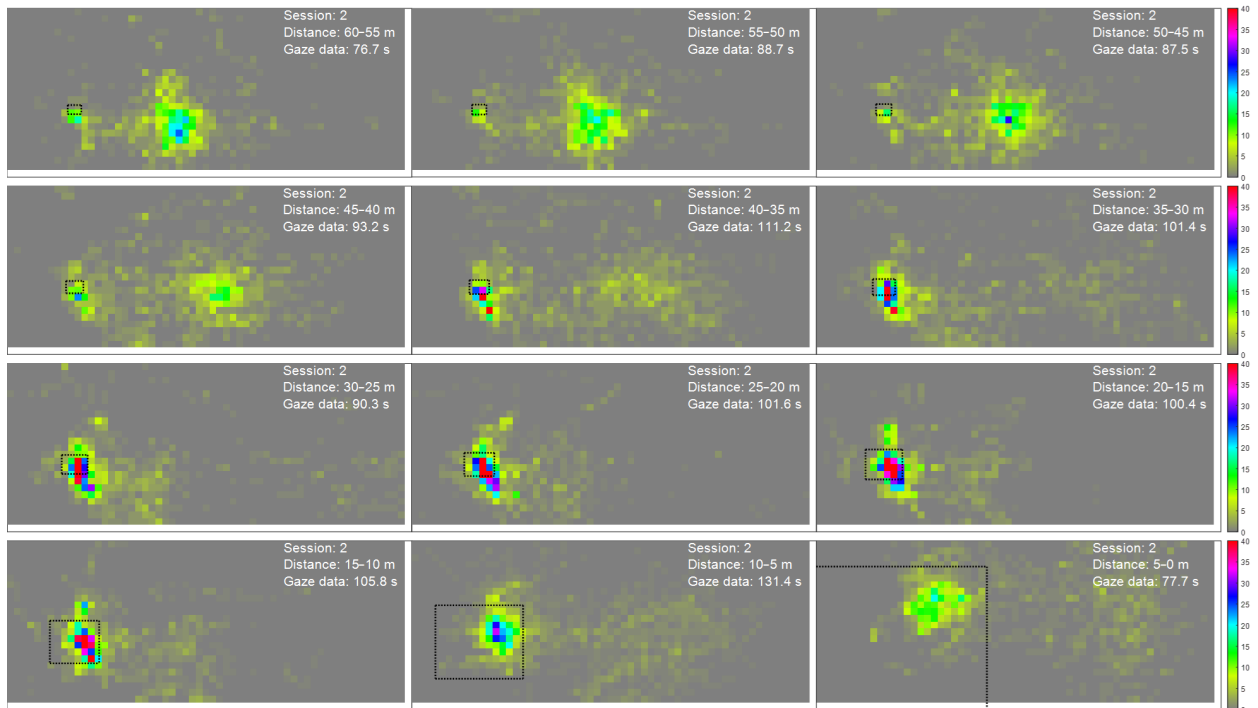 Session: 2
Distance: 60–55 m
Gaze data: 76.7 s
Session: 2
Distance: 55–50 m
Gaze data: 88.7 s
Session: 2
Distance: 50–45 m
Gaze data: 87.5 s
40
35
30
25
20
15
10
5
0
Session: 2
Distance: 45–40 m
Gaze data: 93.2 s
Session: 2
Distance: 40–35 m
Gaze data: 111.2 s
Session: 2
Distance: 35–30 m
Gaze data: 101.4 s
40
35
30
25
20
15
10
5
0
Session: 2
Distance: 30–25 m
Gaze data: 90.3 s
Session: 2
Distance: 25–20 m
Gaze data: 101.6 s
Session: 2
Distance: 20–15 m
Gaze data: 100.4 s
40
35
30
25
20
15
10
5
0
Session: 2
Distance: 15–10 m
Gaze data: 105.8 s
Session: 2
Distance: 10–5 m
Gaze data: 131.4 s
Session: 2
Distance: 5–0 m
Gaze data: 77.7 s
40
35
30
25
20
15
10
5
0